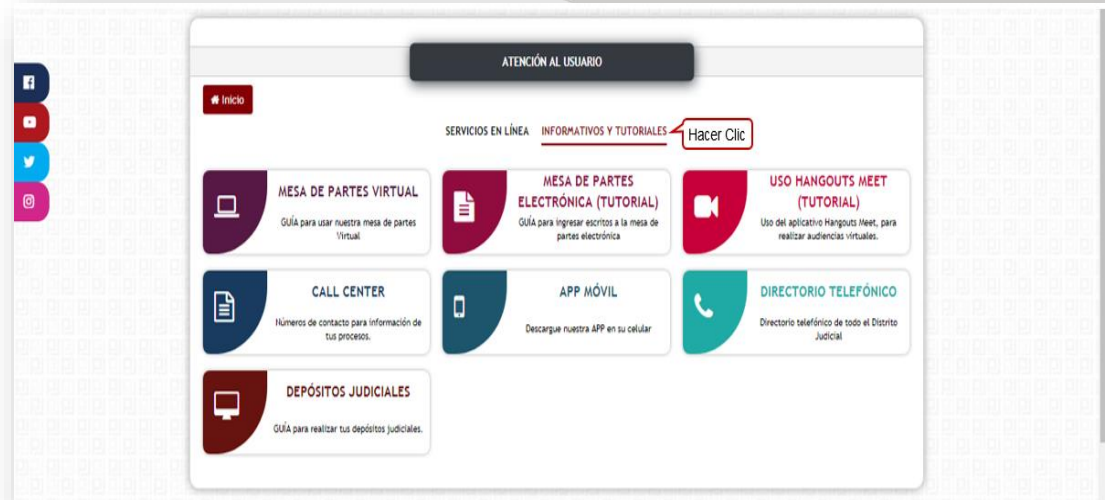 ATENCIÓN AL USUARIO
Inicio
SERVICIOS EN LÍNEA
INFORMATIVOS Y TUTORIALES
Hacer Clic
MESA DE PARTES VIRTUAL
GUÍA para usar nuestra mesa de partes
Virtual
MESA DE PARTES
ELECTRÓNICA (TUTORIAL)
GUÍA para ingresar escritos a la mesa de
partes electrónica
USO HANGOUTS MEET
(TUTORIAL)
Uso del aplicativo Hangouts Meet, para
realizar audiencias virtuales.
CALL CENTER
Números de contacto para información de
tus procesos.
APP MÓVIL
Descargue nuestra APP en su celular
DIRECTORIO TELEFÓNICO
Directorio telefónico de todo el Distrito
Judicial
DEPÓSITOS JUDICIALES
GUÍA para realizar tus depósitos judiciales.